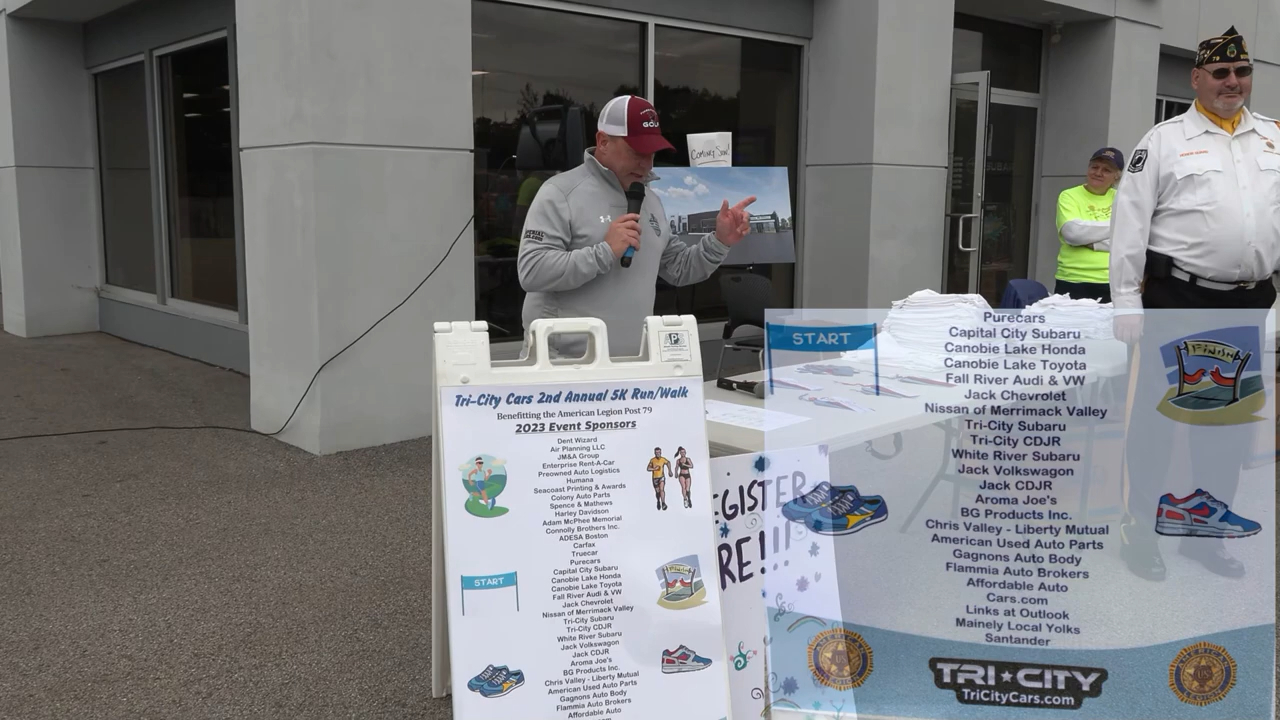 GOLF
Coming Soon!
SUBARU
Tri-City Cars 2nd Annual 5K Run/Walk
Benefitting the American Legion Post 79
2023 Event Sponsors
Dent Wizard
Air Planning LLC
JM&A Group
Enterprise Rent-A-Car
Preowned Auto Logistics
Humana
Seacoast Printing & Awards
Colony Auto Parts
Spence & Mathews
Harley Davidson
Adam McPhee Memorial
Connolly Brothers Inc.
ADESA Boston
Carfax
Truecar
Purecars
Capital City Subaru
Canobie Lake Honda
Canobie Lake Toyota
Fall River Audi & VW
Jack Chevrolet
Nissan of Merrimack Valley
Tri-City Subaru
Tri-City CDJR
White River Subaru
Jack Volkswagon
Jack CDJR
Aroma Joe's
BG Products Inc.
Chris Valley - Liberty Mutual
American Used Auto Parts
Gagnons Auto Body
Flammia Auto Brokers
Affordable Auto
START
FINISH
EGISTER
RE!!!
START
FINISH
Purecars
Capital City Subaru
Canobie Lake Honda
Canobie Lake Toyota
Fall River Audi & VW
Jack Chevrolet
Nissan of Merrimack Valley
Tri-City Subaru
Tri-City CDJR
White River Subaru
Jack Volkswagon
Jack CDJR
Aroma Joe's
BG Products Inc.
Chris Valley - Liberty Mutual
American Used Auto Parts
Gagnons Auto Body
Flammia Auto Brokers
Affordable Auto
Cars.com
Links at Outlook
Mainely Local Yolks
Santander
TRI★CITY
TriCityCars.com